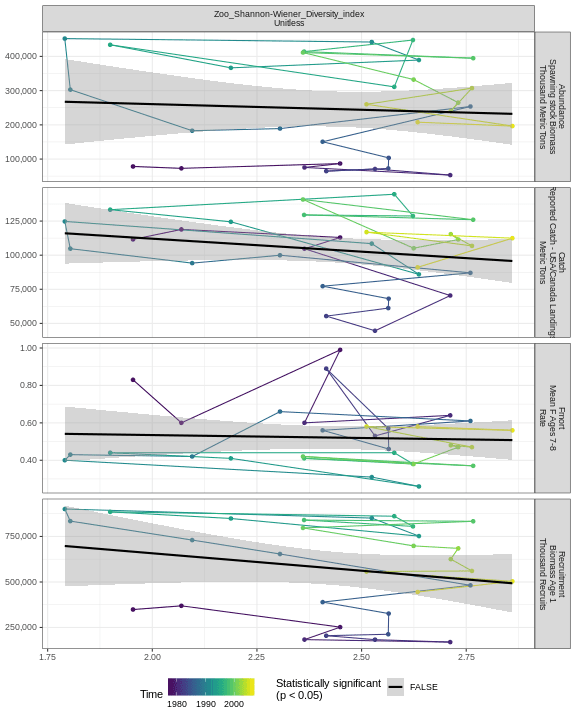 Zoo_Shannon-Wiener_Diversity_index
Unitless
400,000
300,000
200,000
100,000
Abundance
Spawning stock Biomass
Thousand Metric Tons
125,000
100,000
75,000
50,000
Catch
Reported Catch - USA/Canada Landings
Metric Tons
1.00
0.80
0.60
0.40
Fmort
Mean F Ages 7-8
Rate
750,000
500,000
250,000
Recruitment
Biomass Age 1
Thousand Recruits
1.75
2.00
2.25
2.50
2.75
Time
1980 1990 2000
Statistically significant
(p < 0.05)
FALSE